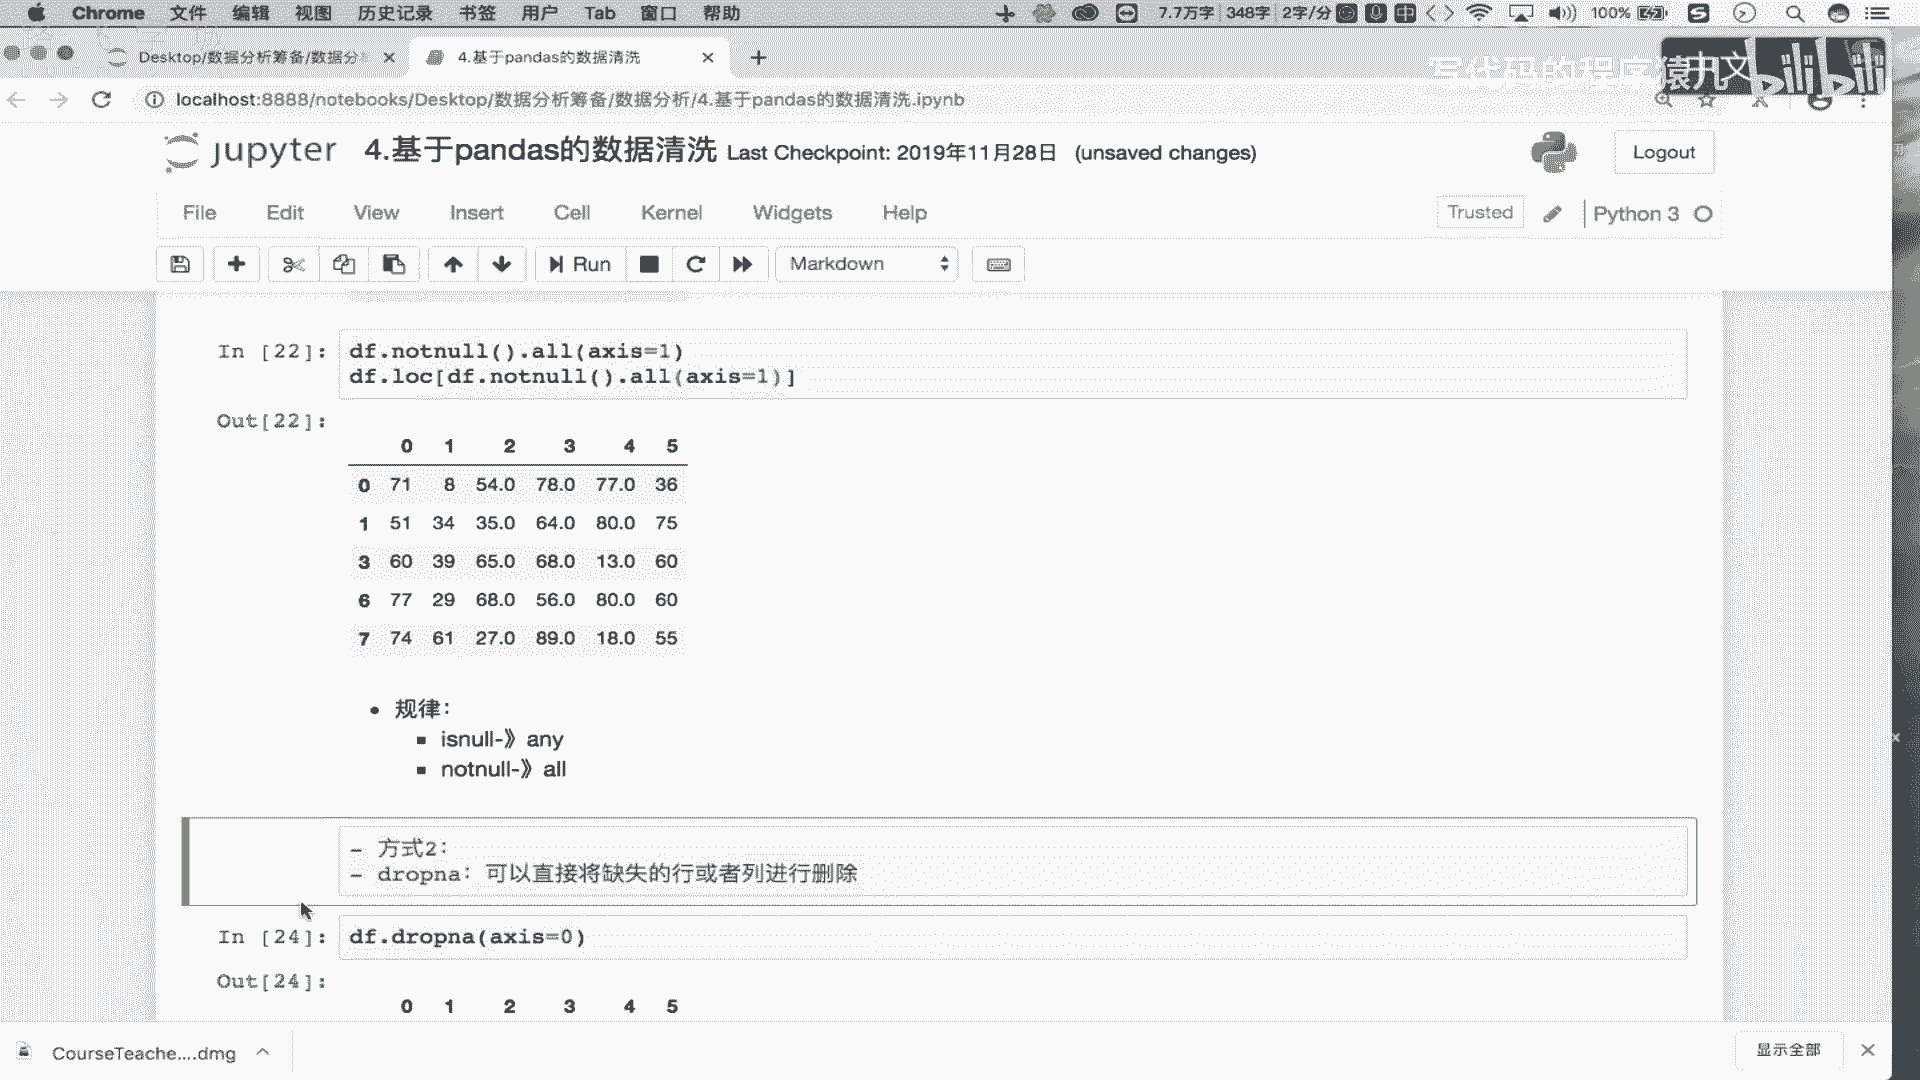 Chrome 文件 编辑 视图 历史记录 书签 用户 Tab 窗口 帮助 7.7万字 348字 2字/分 中 100%
Desktop/数据分析筹备/数据分 4.基于pandas的数据清洗
写代码的程序猿 中文 bilibili
localhost:8888/notebooks/Desktop/数据分析筹备/数据分析/4.基于pandas的数据清洗.ipynb
jupyter 4.基于pandas的数据清洗 Last Checkpoint: 2019年11月28日 (unsaved changes) Logout
File Edit View Insert Cell Kernel Widgets Help Trusted Python 3
Run Markdown
In [22]: df.notnull().all(axis=1)
df.loc[df.notnull().all(axis=1)]
Out[22]:
0 1 2 3 4 5
0 71 8 54.0 78.0 77.0 36
1 51 34 35.0 64.0 80.0 75
3 60 39 65.0 68.0 13.0 60
6 77 29 68.0 56.0 80.0 60
7 74 61 27.0 89.0 18.0 55
规律：
isnull-》any
notnull-》all
- 方式2：
- dropna：可以直接将缺失的行或者列进行删除
In [24]: df.dropna(axis=0)
Out[24]:
0 1 2 3 4 5
CourseTeache....dmg 显示全部